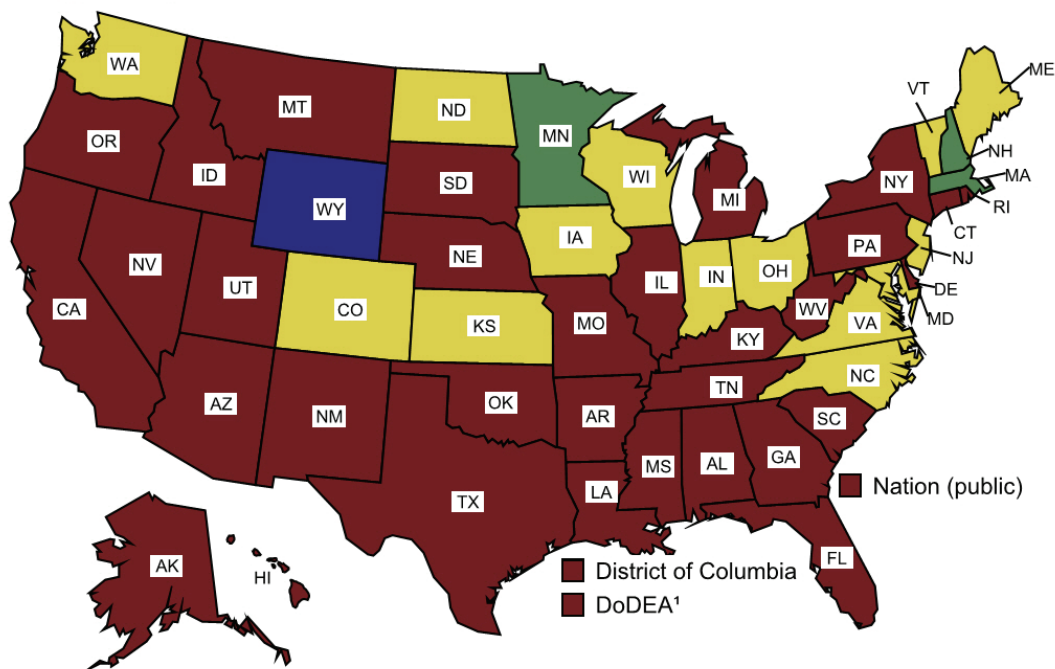 WA
MT
ND
MN
ME
VT
OR
ID
WY
SD
WI
MI
NY
NH
MA
RI
CT
NJ
DE
MD
NV
UT
CO
NE
IA
IL
IN
OH
PA
WV
VA
CA
KS
MO
KY
NC
AZ
NM
OK
AR
TN
SC
TX
LA
MS
AL
GA
Nation (public)
AK
HI
FL
District of Columbia
DoDEA¹